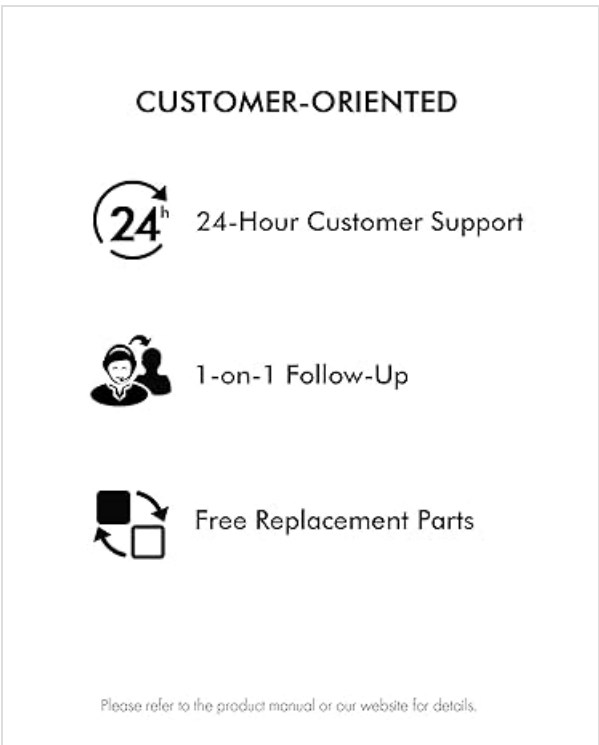 CUSTOMER-ORIENTED
24h
24-Hour Customer Support
1-on-1 Follow-Up
Free Replacement Parts
Please refer to the product manual or our website for details.